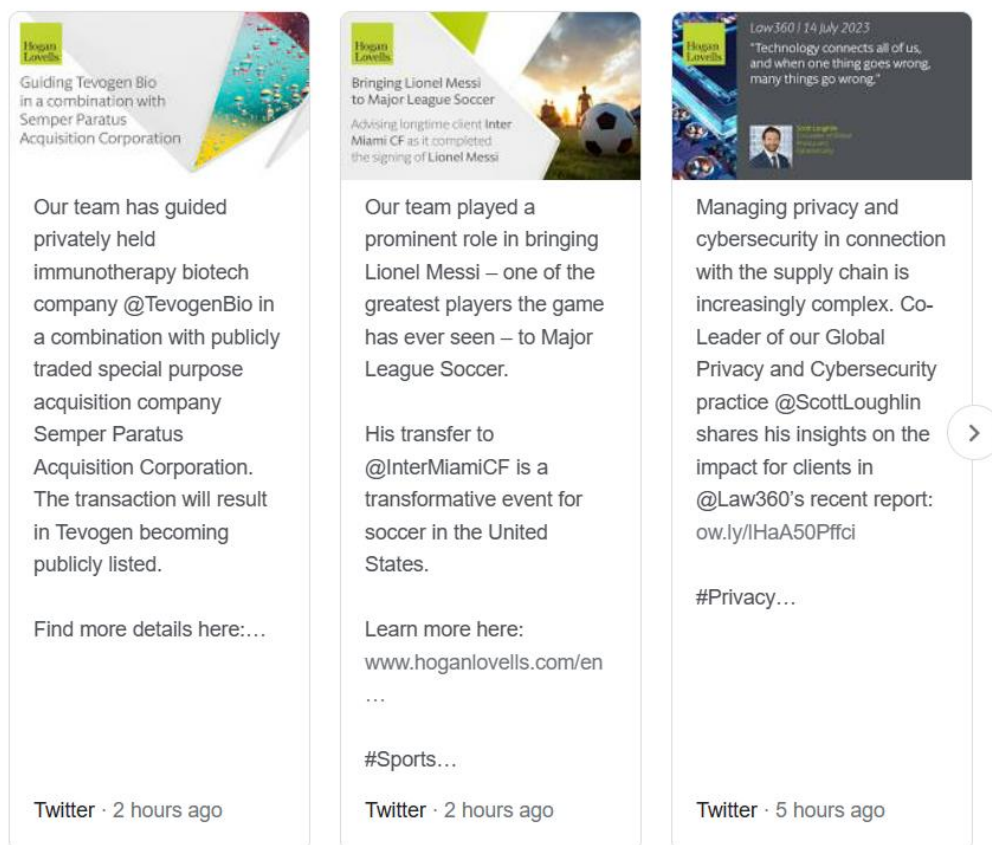 Hogan
Lovells
Guiding Tevogen Bio
in a combination with
Semper Paratus
Acquisition Corporation
Our team has guided
privately held
immunotherapy biotech
company @TevogenBio in
a combination with publicly
traded special purpose
acquisition company
Semper Paratus
Acquisition Corporation.
The transaction will result
in Tevogen becoming
publicly listed.
Find more details here:…
Twitter · 2 hours ago
Hogan
Lovells
Bringing Lionel Messi
to Major League Soccer
Advising longtime client Inter
Miami CF as it completed
the signing of Lionel Messi
Our team played a
prominent role in bringing
Lionel Messi – one of the
greatest players the game
has ever seen – to Major
League Soccer.
His transfer to
@InterMiamiCF is a
transformative event for
soccer in the United
States.
Learn more here:
www.hoganlovells.com/en
…
#Sports…
Twitter · 2 hours ago
Hogan
Lovells
Law360 | 14 July 2023
"Technology connects all of us,
and when one thing goes wrong,
many things go wrong."
Scott Loughlin
Managing privacy and
cybersecurity in connection
with the supply chain is
increasingly complex. Co-
Leader of our Global
Privacy and Cybersecurity
practice @ScottLoughlin
shares his insights on the
impact for clients in
@Law360’s recent report:
ow.ly/lHaA50Pffci
#Privacy…
Twitter · 5 hours ago